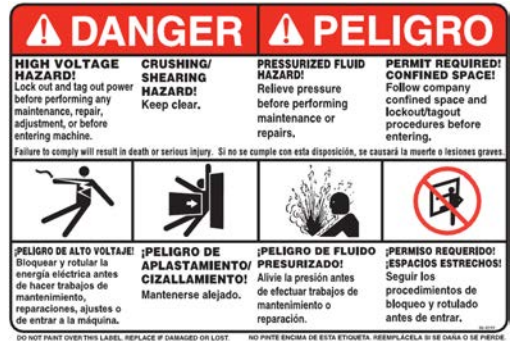 DANGER
PELIGRO
HIGH VOLTAGE
HAZARD!
Lock out and tag out power
before performing any
maintenance, repair,
adjustment, or before
entering machine.
CRUSHING/
SHEARING
HAZARD!
Keep clear.
PRESSURIZED FLUID
HAZARD!
Relieve pressure
before performing
maintenance or
repairs.
PERMIT REQUIRED!
CONFINED SPACE!
Follow company
confined space and
lockout/tagout
procedures before
entering.
Failure to comply will result in death or serious injury. Si no se cumple con esta disposición, se causará la muerte o lesiones graves.
¡PELIGRO DE ALTO VOLTAJE!
Bloquear y rotular la
energía eléctrica antes
de hacer trabajos de
mantenimiento,
reparaciones, ajustes o
de entrar a la máquina.
¡PELIGRO DE
APLASTAMIENTO/
CIZALLAMIENTO!
Mantenerse alejado.
¡PELIGRO DE FLUIDO
PRESURIZADO!
Alivie la presión antes
de efectuar trabajos de
mantenimiento o
reparación.
¡PERMISO REQUERIDO!
¡ESPACIOS ESTRECHOS!
Seguir los
procedimientos de
bloqueo y rotulado
antes de entrar.
DO NOT PAINT OVER THIS LABEL. REPLACE IF DAMAGED OR LOST. NO PINTE ENCIMA DE ESTA ETIQUETA. REEMPLÁCELA SI SE DAÑA O SE PIERDE.